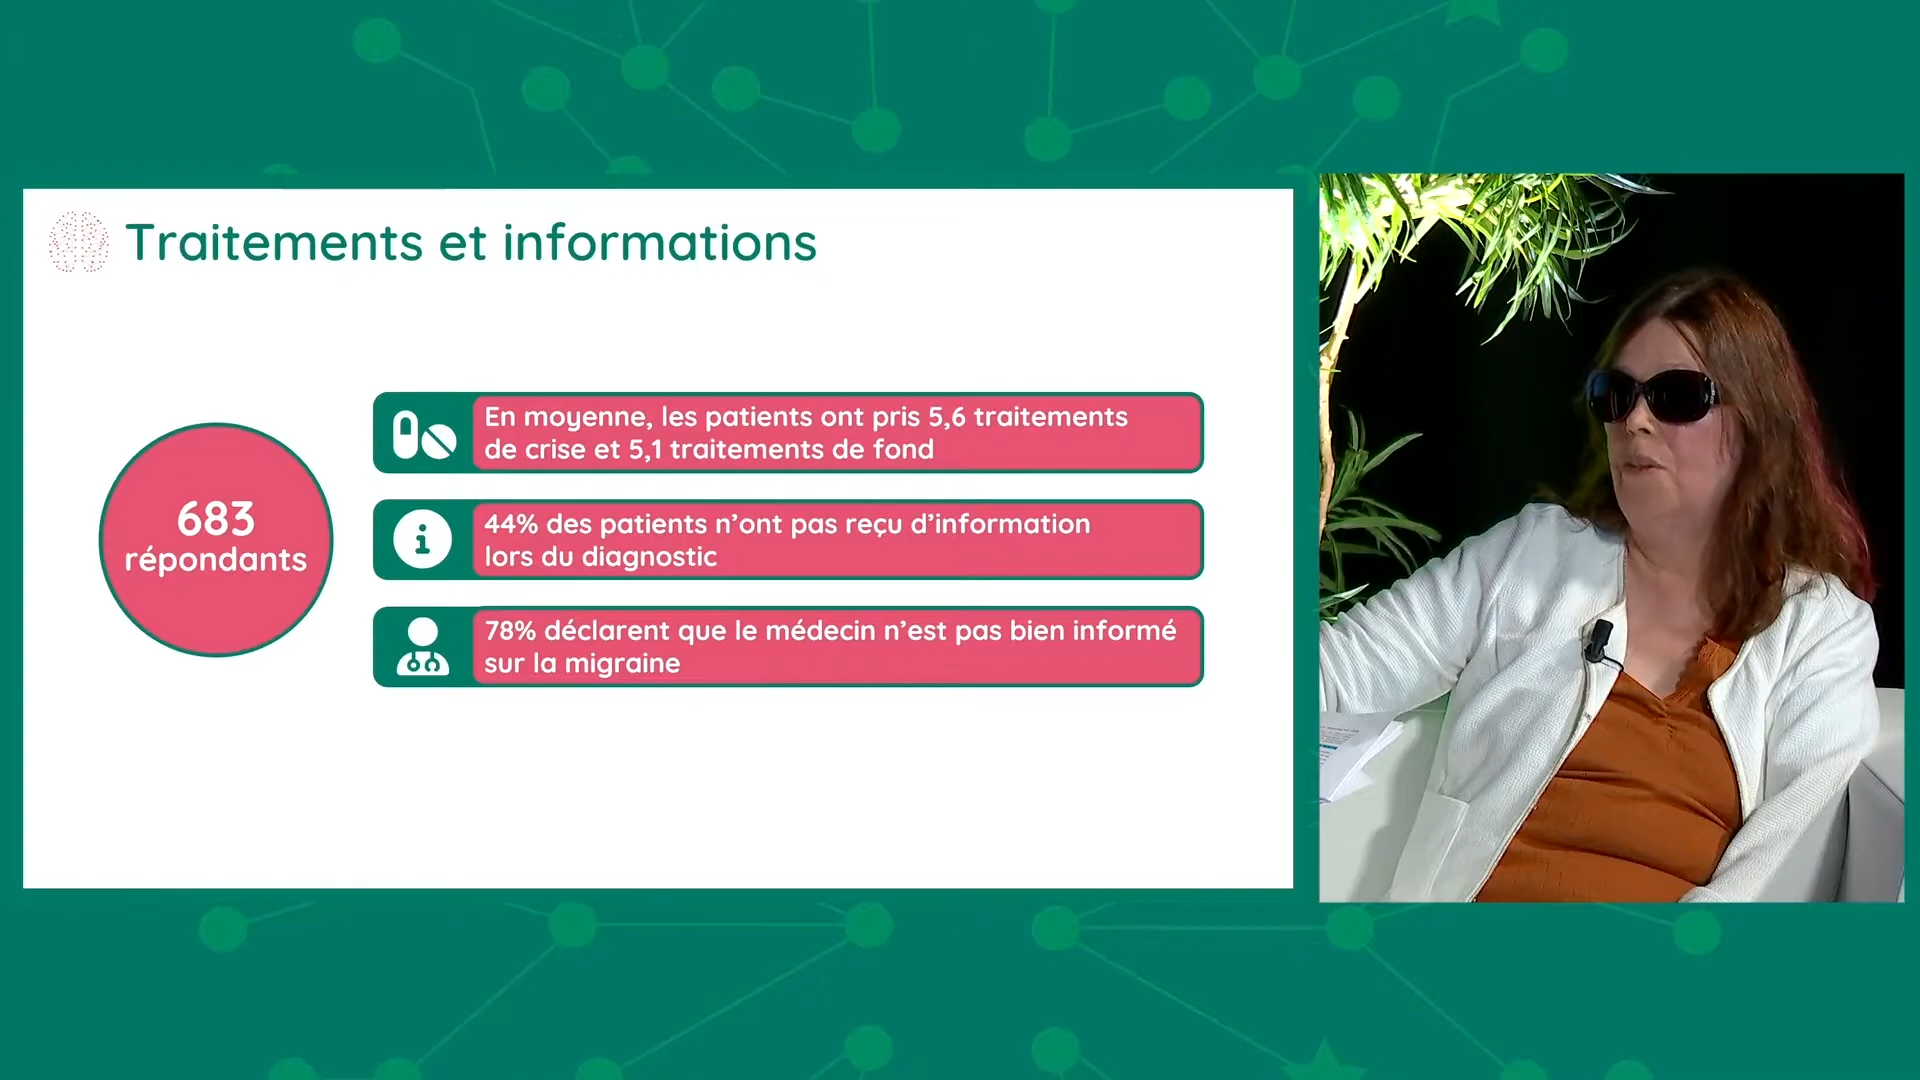 Traitements et informations
683
répondants
En moyenne, les patients ont pris 5,6 traitements
de crise et 5,1 traitements de fond
44% des patients n’ont pas reçu d’information
lors du diagnostic
78% déclarent que le médecin n’est pas bien informé
sur la migraine